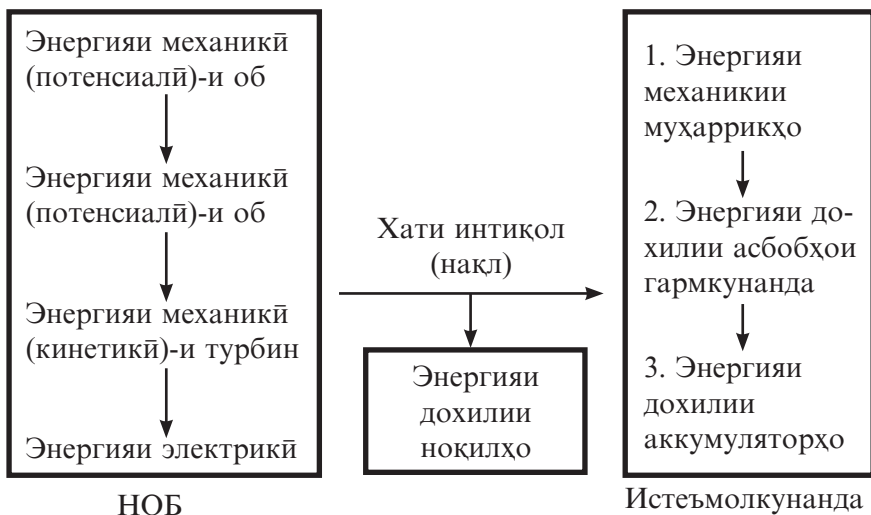 Энергияи механикӣ
(потенсиалӣ)-и об
Энергияи механикӣ
(потенсиалӣ)-и об
Энергияи механикӣ
(кинетикӣ)-и турбин
Энергияи электрикӣ
НОБ
Хати интиқол
(нақл)
Энергияи
дохилии
ноқилҳо
1. Энергияи
механикии
муҳаррикҳо
2. Энергияи до-
хилии асбобҳои
гармкунанда
3. Энергияи
дохилии
аккумуляторҳо
Истеъмолкунанда